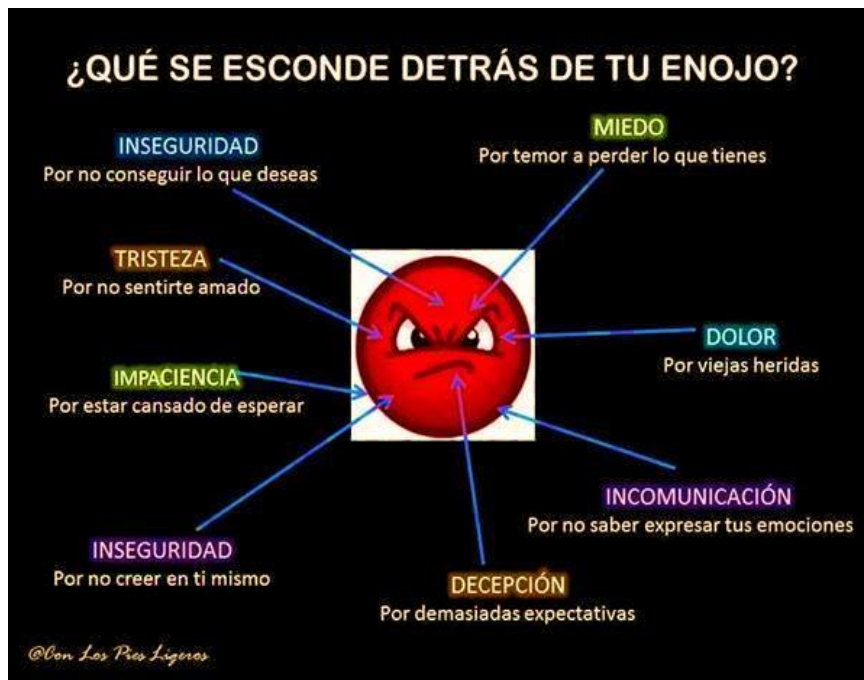 ¿QUÉ SE ESCONDE DETRÁS DE TU ENOJO?
INSEGURIDAD
Por no conseguir lo que deseas
MIEDO
Por temor a perder lo que tienes
TRISTEZA
Por no sentirte amado
DOLOR
Por viejas heridas
IMPACIENCIA
Por estar cansado de esperar
INCOMUNICACIÓN
Por no saber expresar tus emociones
INSEGURIDAD
Por no creer en ti mismo
DECEPCIÓN
Por demasiadas expectativas
@Con Los Pies Ligeros